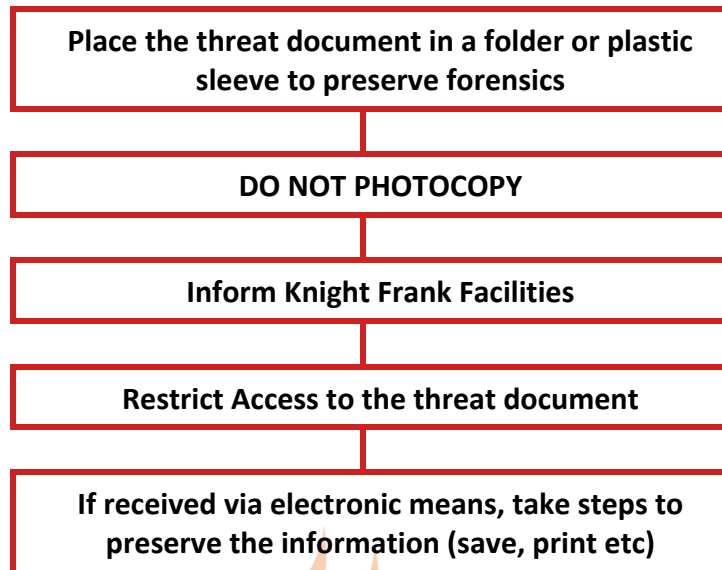 Place the threat document in a folder or plastic
sleeve to preserve forensics
DO NOT PHOTOCOPY
Inform Knight Frank Facilities
Restrict Access to the threat document
If received via electronic means, take steps to
preserve the information (save, print etc)